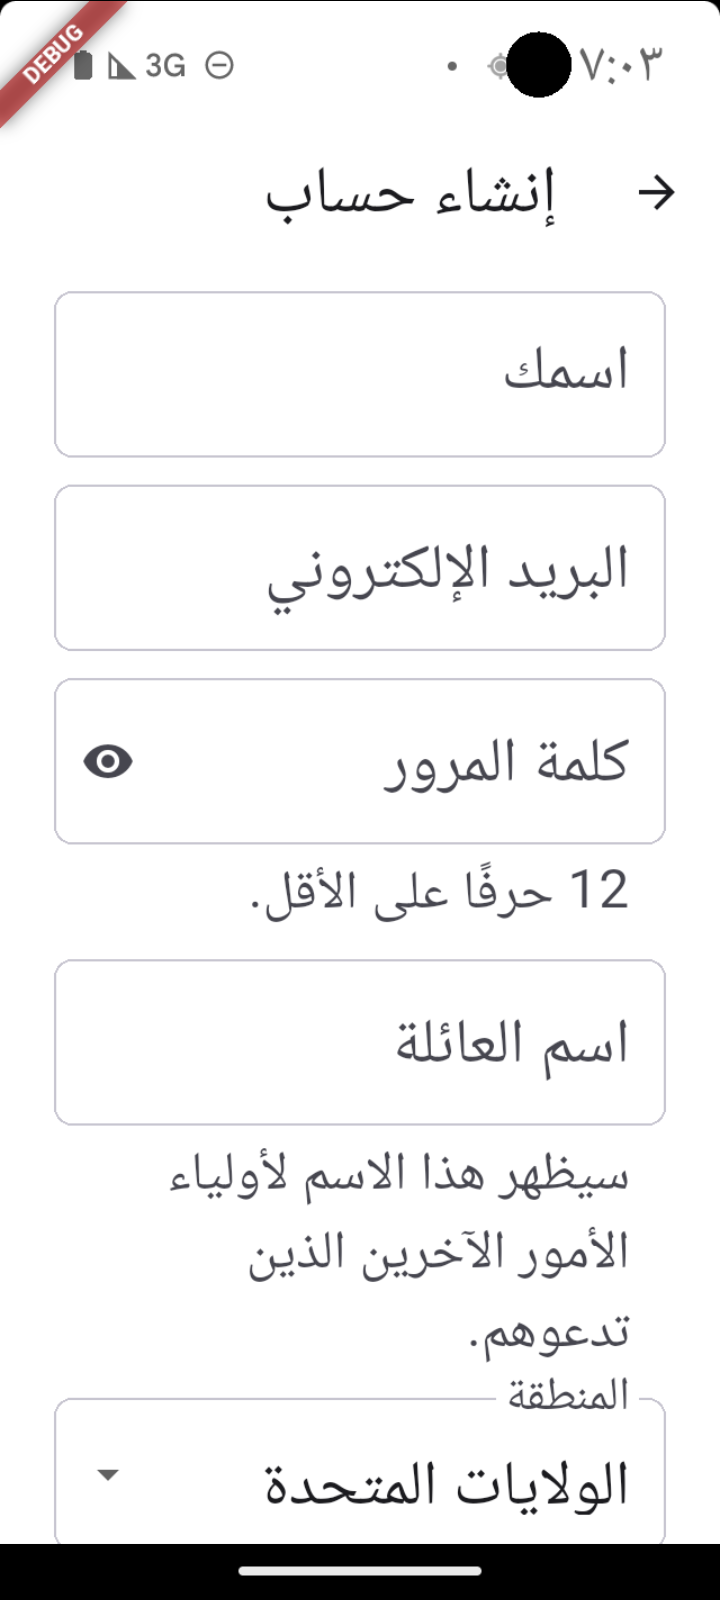 DEBUG
3G
٧:٠٣
إنشاء حساب
اسمك
البريد الإلكتروني
كلمة المرور
12 حرفًا على الأقل.
اسم العائلة
سيظهر هذا الاسم لأولياء
الأمور الآخرين الذين
تدعوهم.
المنطقة
الولايات المتحدة